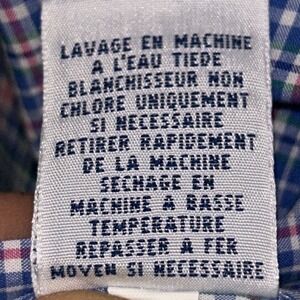 LAVAGE EN MACHINE
A L'EAU TIEDE
BLANCHISSEUR NON
CHLORE UNIQUEMENT
SI NECESSAIRE
RETIRER RAPIDEMENT
DE LA MACHINE
SECHAGE EN
MACHINE A BASSE
TEMPERATURE
REPASSER A FER
MOYEN SI NECESSAIRE